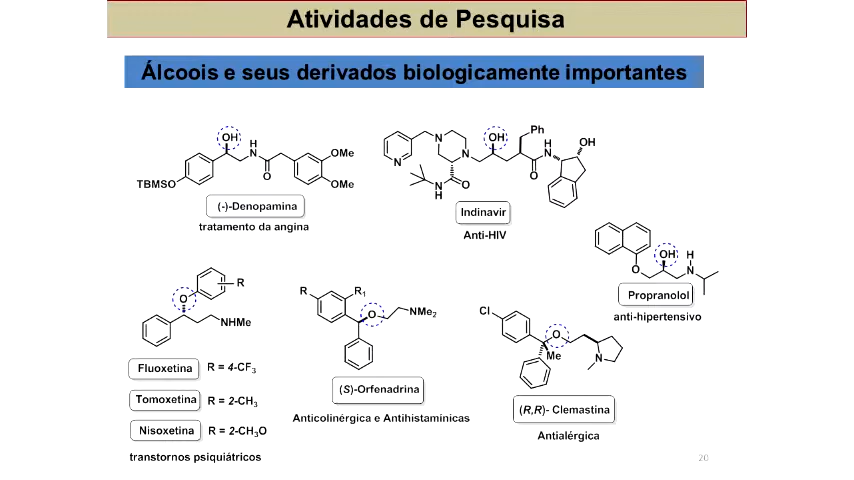 Atividades de Pesquisa
Álcoois e seus derivados biologicamente importantes
OH
H
N
O
OMe
OMe
TBMSO
(-)-Denopamina
tratamento da angina
N
N
N
OH
Ph
H
N
O
OH
N
H
O
Indinavir
Anti-HIV
O
OH
H
N
Propranolol
anti-hipertensivo
R
O
NHMe
Fluoxetina R = 4-CF₃
Tomoxetina R = 2-CH₃
Nisoxetina R = 2-CH₃O
transtornos psiquiátricos
R
R₁
O
NMe₂
(S)-Orfenadrina
Anticolinérgica e Antihistamínicas
Cl
O
Me
N
(R,R)- Clemastina
Antialérgica
20